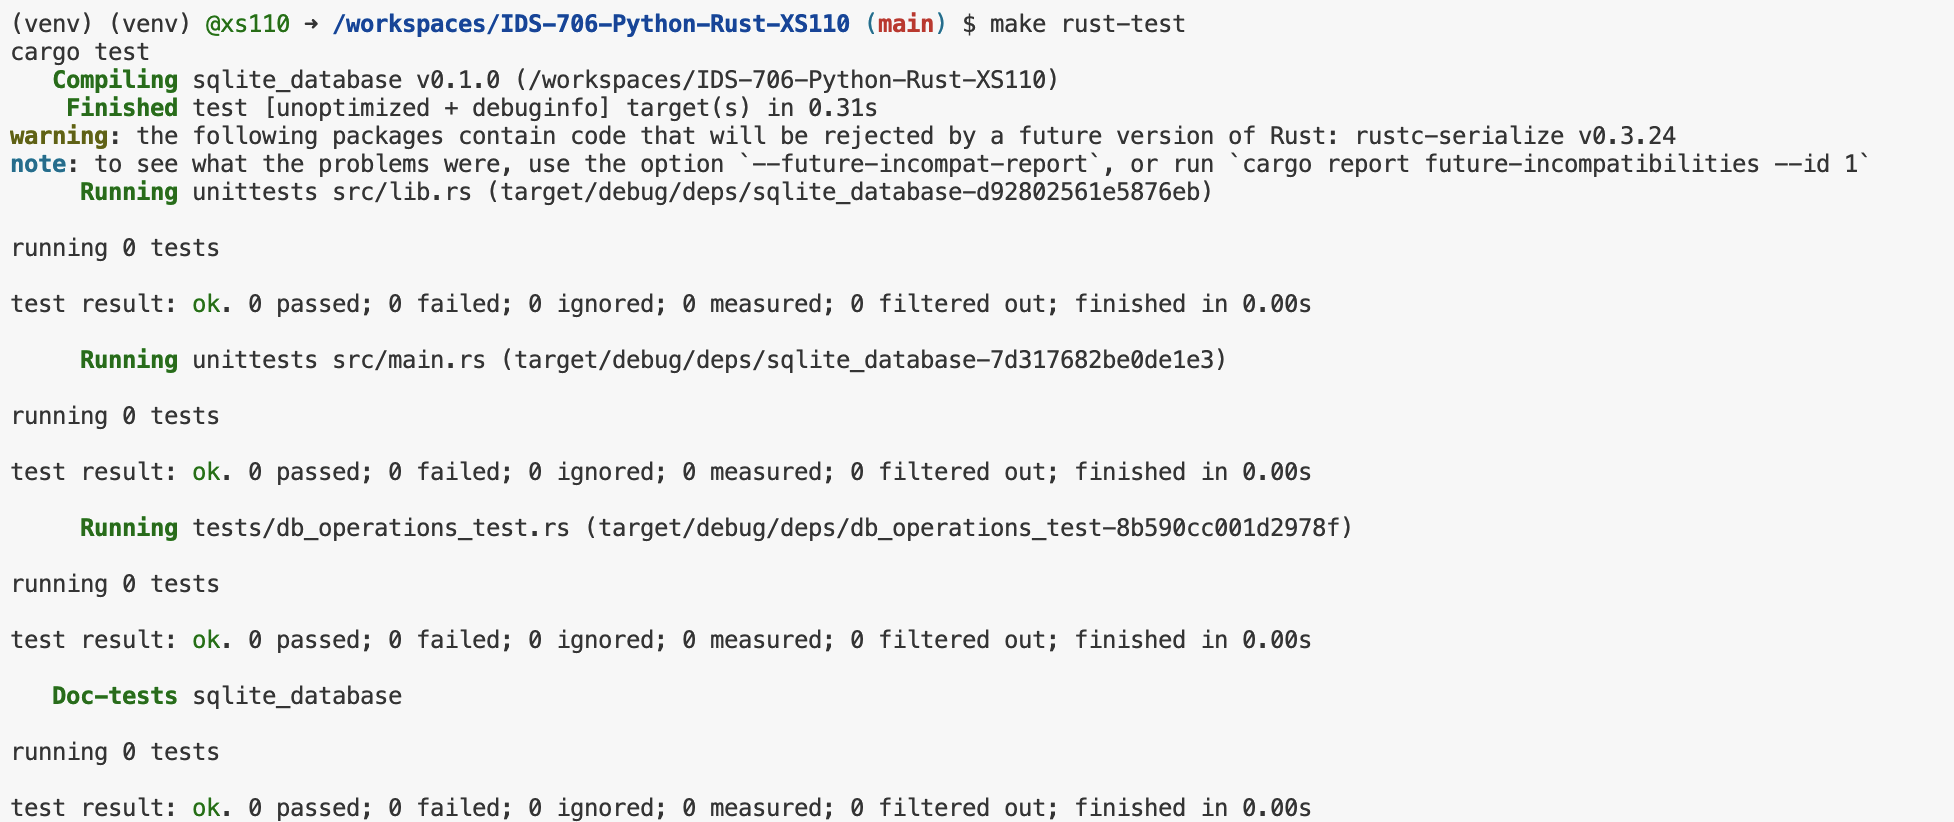 (venv) (venv) @xs110 → /workspaces/IDS-706-Python-Rust-XS110 (main) $ make rust-test
cargo test
   Compiling sqlite_database v0.1.0 (/workspaces/IDS-706-Python-Rust-XS110)
    Finished test [unoptimized + debuginfo] target(s) in 0.31s
warning: the following packages contain code that will be rejected by a future version of Rust: rustc-serialize v0.3.24
note: to see what the problems were, use the option `--future-incompat-report`, or run `cargo report future-incompatibilities --id 1`
     Running unittests src/lib.rs (target/debug/deps/sqlite_database-d92802561e5876eb)
running 0 tests
test result: ok. 0 passed; 0 failed; 0 ignored; 0 measured; 0 filtered out; finished in 0.00s
     Running unittests src/main.rs (target/debug/deps/sqlite_database-7d317682be0de1e3)
running 0 tests
test result: ok. 0 passed; 0 failed; 0 ignored; 0 measured; 0 filtered out; finished in 0.00s
     Running tests/db_operations_test.rs (target/debug/deps/db_operations_test-8b590cc001d2978f)
running 0 tests
test result: ok. 0 passed; 0 failed; 0 ignored; 0 measured; 0 filtered out; finished in 0.00s
   Doc-tests sqlite_database
running 0 tests
test result: ok. 0 passed; 0 failed; 0 ignored; 0 measured; 0 filtered out; finished in 0.00s